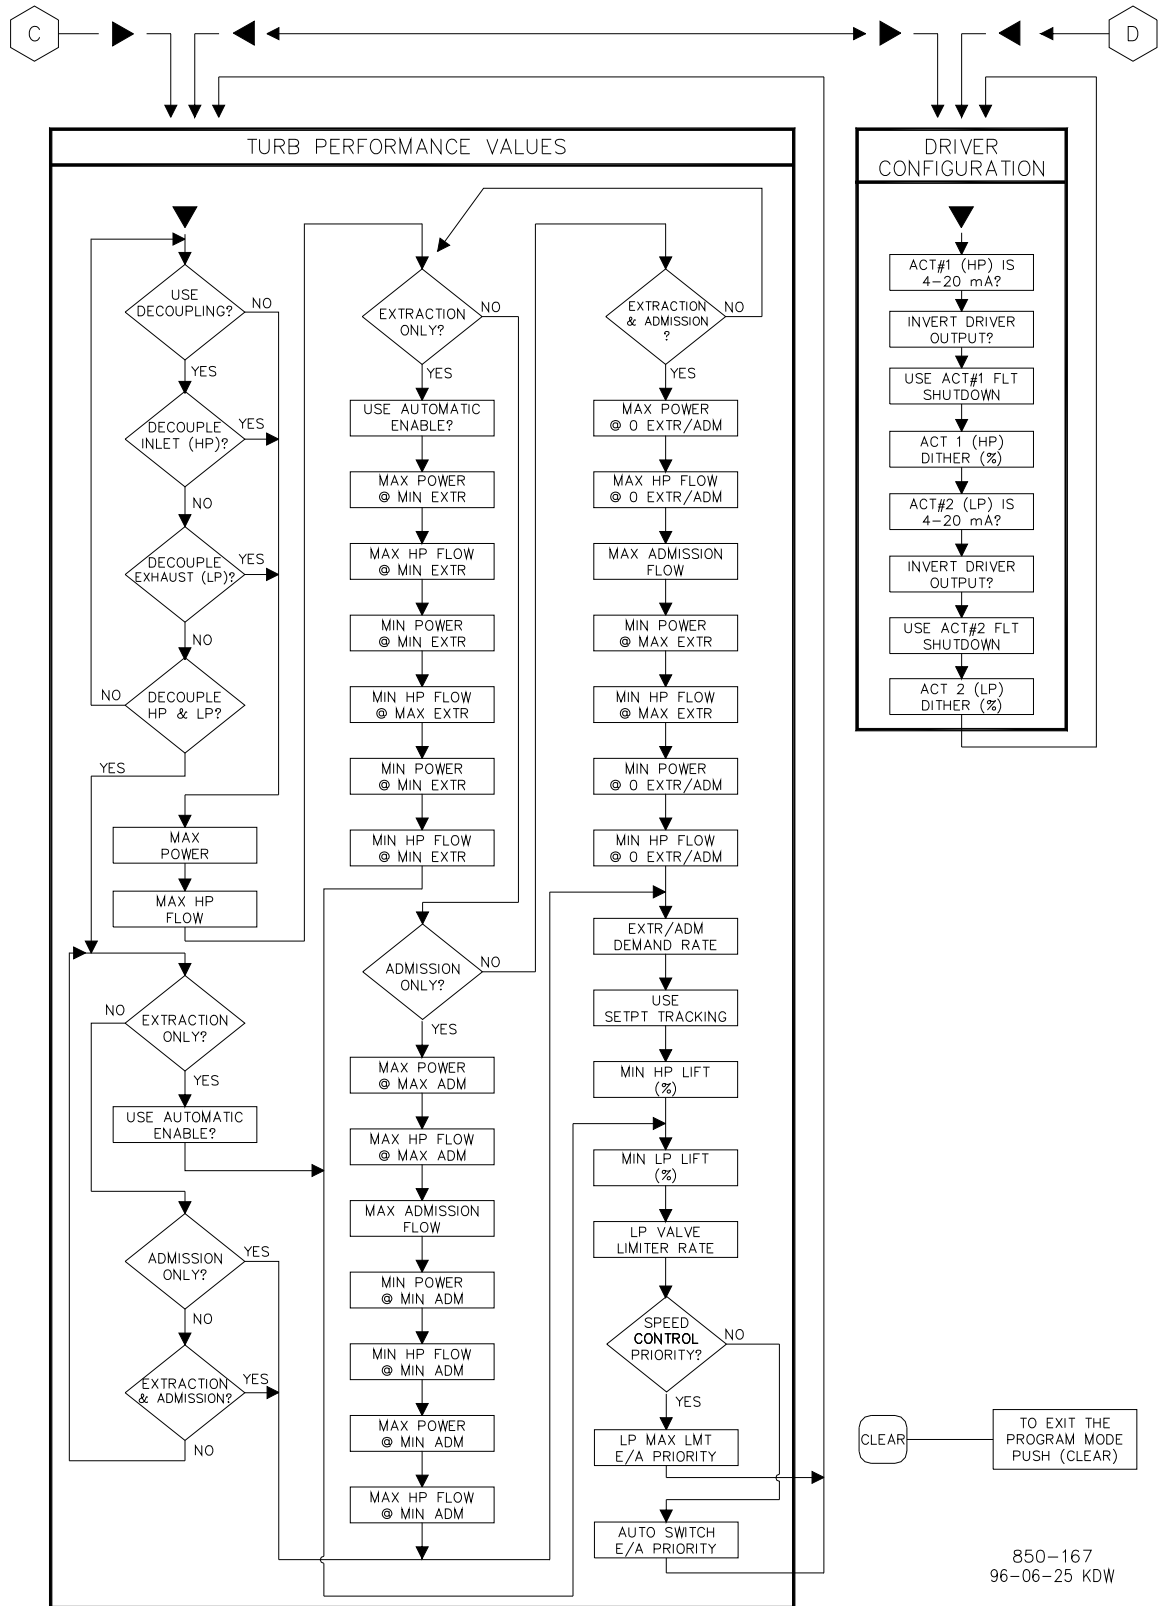 C
D
TURB PERFORMANCE VALUES
USE
DECOUPLING?
NO
YES
DECOUPLE
INLET (HP)?
YES
NO
DECOUPLE
EXHAUST (LP)?
YES
NO
DECOUPLE
HP & LP?
NO
YES
MAX
POWER
MAX HP
FLOW
EXTRACTION
ONLY?
NO
YES
USE AUTOMATIC
ENABLE?
ADMISSION
ONLY?
YES
NO
EXTRACTION
& ADMISSION?
YES
NO
EXTRACTION
ONLY?
NO
YES
USE AUTOMATIC
ENABLE?
MAX POWER
@ MIN EXTR
MAX HP FLOW
@ MIN EXTR
MIN POWER
@ MIN EXTR
MIN HP FLOW
@ MAX EXTR
MIN POWER
@ MIN EXTR
MIN HP FLOW
@ MIN EXTR
ADMISSION
ONLY?
NO
YES
MAX POWER
@ MAX ADM
MAX HP FLOW
@ MAX ADM
MAX ADMISSION
FLOW
MIN POWER
@ MIN ADM
MIN HP FLOW
@ MIN ADM
MAX POWER
@ MIN ADM
MAX HP FLOW
@ MIN ADM
EXTRACTION
& ADMISSION
?
NO
YES
MAX POWER
@ 0 EXTR/ADM
MAX HP FLOW
@ 0 EXTR/ADM
MAX ADMISSION
FLOW
MIN POWER
@ MAX EXTR
MIN HP FLOW
@ MAX EXTR
MIN POWER
@ 0 EXTR/ADM
MIN HP FLOW
@ 0 EXTR/ADM
EXTR/ADM
DEMAND RATE
USE
SETPT TRACKING
MIN HP LIFT
(%)
MIN LP LIFT
(%)
LP VALVE
LIMITER RATE
SPEED
CONTROL
PRIORITY?
NO
YES
LP MAX LMT
E/A PRIORITY
AUTO SWITCH
E/A PRIORITY
DRIVER
CONFIGURATION
ACT#1 (HP) IS
4-20 mA?
INVERT DRIVER
OUTPUT?
USE ACT#1 FLT
SHUTDOWN
ACT 1 (HP)
DITHER (%)
ACT#2 (LP) IS
4-20 mA?
INVERT DRIVER
OUTPUT?
USE ACT#2 FLT
SHUTDOWN
ACT 2 (LP)
DITHER (%)
CLEAR
TO EXIT THE
PROGRAM MODE
PUSH (CLEAR)
850-167
96-06-25 KDW